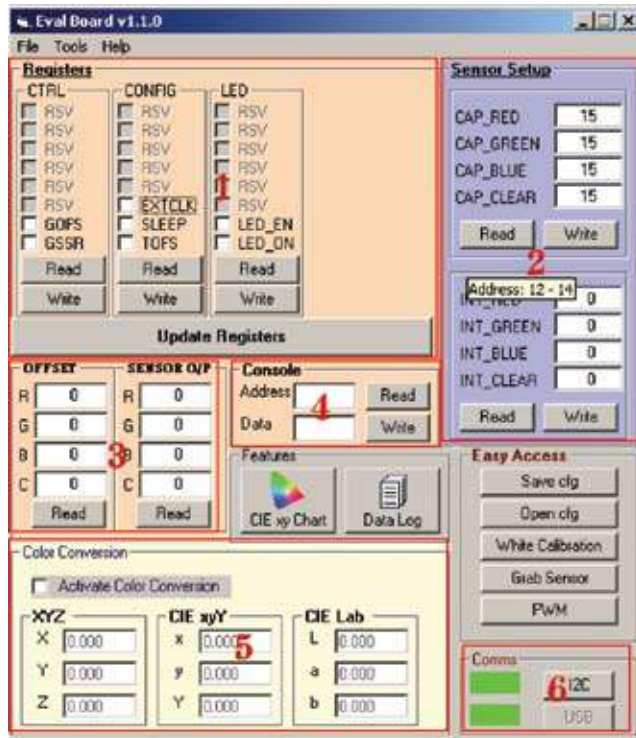 Eval Board v1.1.0
File Tools Help
Registers
CTRL CONFIG LED
RSV RSV RSV
RSV RSV RSV
RSV RSV RSV
RSV RSV RSV
RSV RSV RSV
RSV EXTCLK RSV
GOFS SLEEP LED_EN
GSSR TOFS LED_ON
Read Read Read
Write Write Write
Update Registers
1
Sensor Setup
CAP_RED 15
CAP_GREEN 15
CAP_BLUE 15
CAP_CLEAR 15
Read Write
2
Address: 12 - 14
INT_RED 0
INT_GREEN 0
INT_BLUE 0
INT_CLEAR 0
Read Write
OFFSET SENSOR O/P
R 0 R 0
G 0 G 0
B 0 B 0
C 0 C 0
Read Read
3
Console
Address Read
Data Write
4
Features
CIE xy Chart Data Log
Easy Access
Save cfg
Open cfg
White Calibration
Grab Sensor
PWM
Color Conversion
Activate Color Conversion
XYZ CIE xyY CIE Lab
X 0.000 x 0.000 L 0.000
Y 0.000 y 0.000 a 0.000
Z 0.000 Y 0.000 b 0.000
5
Comms
6
I2C
USB